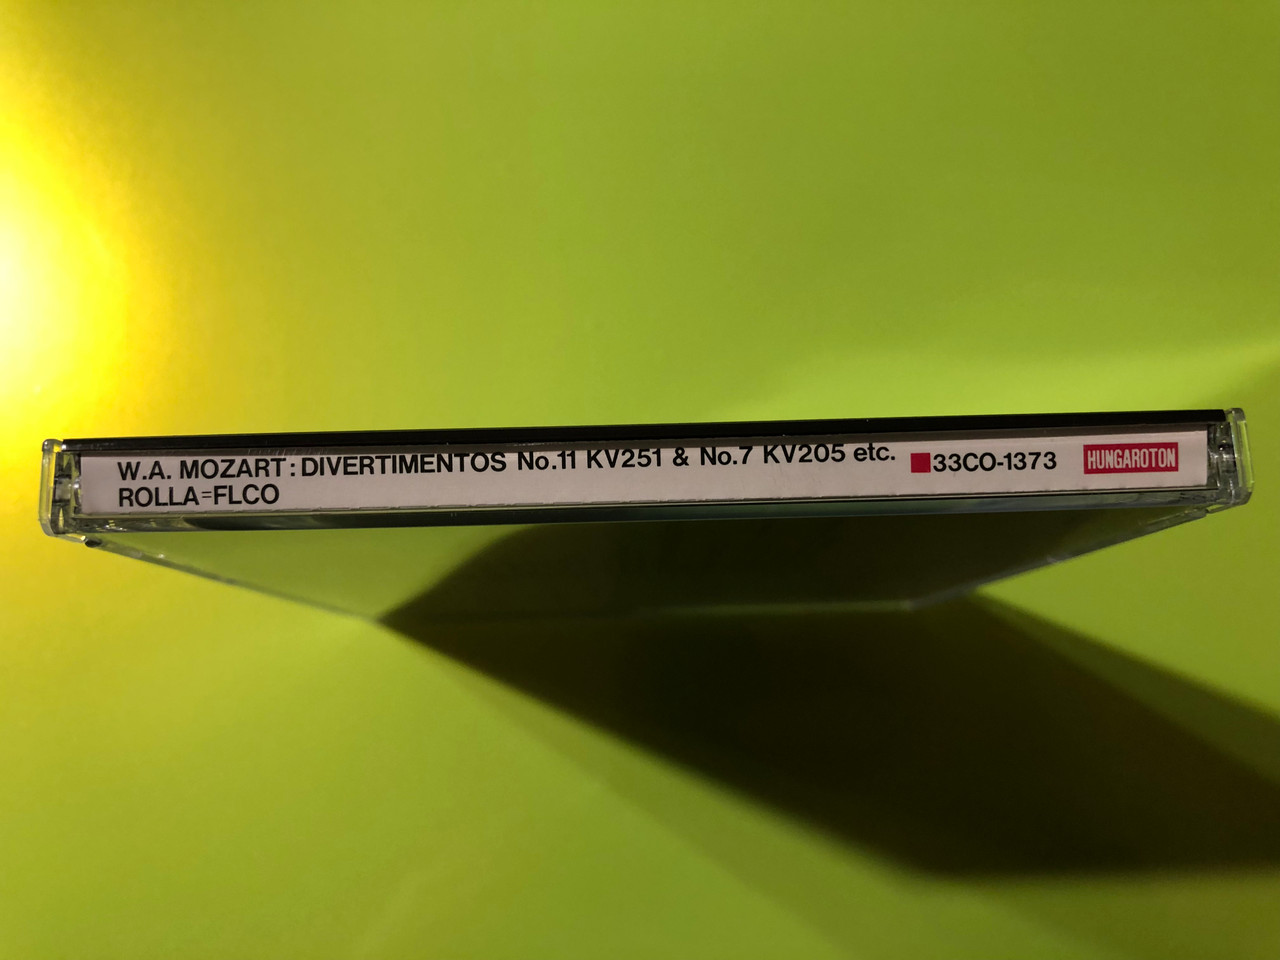 W.A. MOZART: DIVERTIMENTOS No.11 KV251 & No.7 KV205 etc. ■33CO-1373 HUNGAROTON
ROLLA=FLCO